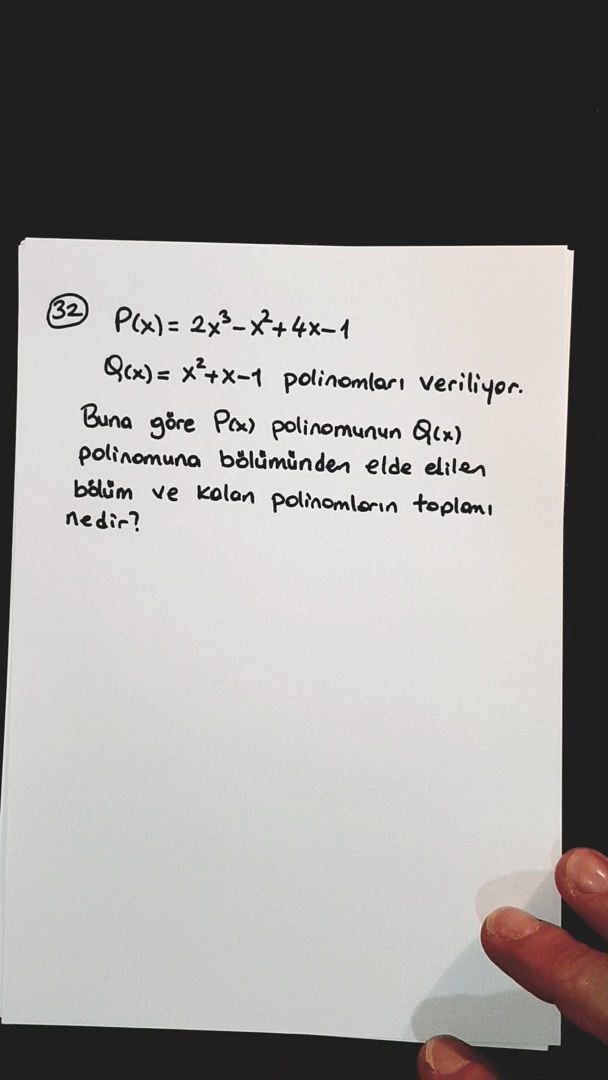 32 P(x) = 2x³-x²+4x-1
Q(x) = x²+x-1 polinomları veriliyor.
Buna göre P(x) polinomunun Q(x)
polinomuna bölümünden elde edilen
bölüm ve kalan polinomların toplamı
nedir?